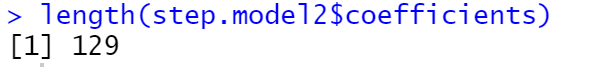 > length(step.model2$coefficients)
[1] 129